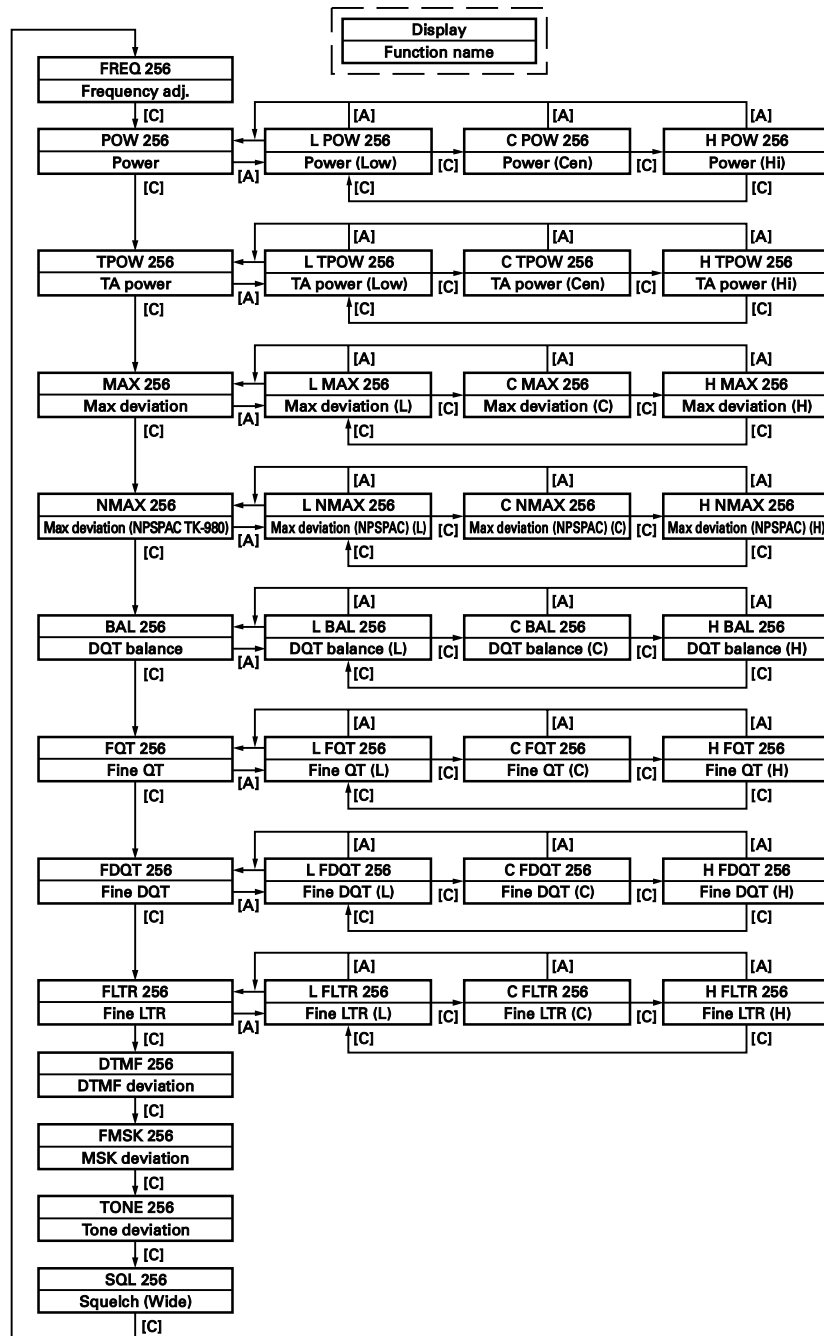 Display
Function name
FREQ 256
Frequency adj.
[C]
[A] [A] [A]
POW 256 L POW 256 C POW 256 H POW 256
Power Power (Low) Power (Cen) Power (Hi)
[A] [C] [C]
[C] [C]
[A] [A] [A]
TPOW 256 L TPOW 256 C TPOW 256 H TPOW 256
TA power TA power (Low) TA power (Cen) TA power (Hi)
[A] [C] [C]
[C] [C]
[A] [A] [A]
MAX 256 L MAX 256 C MAX 256 H MAX 256
Max deviation Max deviation (L) Max deviation (C) Max deviation (H)
[A] [C] [C]
[C] [C]
[A] [A] [A]
NMAX 256 L NMAX 256 C NMAX 256 H NMAX 256
Max deviation (NPSPAC TK-980) Max deviation (NPSPAC) (L) Max deviation (NPSPAC) (C) Max deviation (NPSPAC) (H)
[A] [C] [C]
[C] [C]
[A] [A] [A]
BAL 256 L BAL 256 C BAL 256 H BAL 256
DQT balance DQT balance (L) DQT balance (C) DQT balance (H)
[A] [C] [C]
[C] [C]
[A] [A] [A]
FQT 256 L FQT 256 C FQT 256 H FQT 256
Fine QT Fine QT (L) Fine QT (C) Fine QT (H)
[A] [C] [C]
[C] [C]
[A] [A] [A]
FDQT 256 L FDQT 256 C FDQT 256 H FDQT 256
Fine DQT Fine DQT (L) Fine DQT (C) Fine DQT (H)
[A] [C] [C]
[C] [C]
[A] [A] [A]
FLTR 256 L FLTR 256 C FLTR 256 H FLTR 256
Fine LTR Fine LTR (L) Fine LTR (C) Fine LTR (H)
[A] [C] [C]
[C] [C]
DTMF 256
DTMF deviation
[C]
FMSK 256
MSK deviation
[C]
TONE 256
Tone deviation
[C]
SQL 256
Squelch (Wide)
[C]